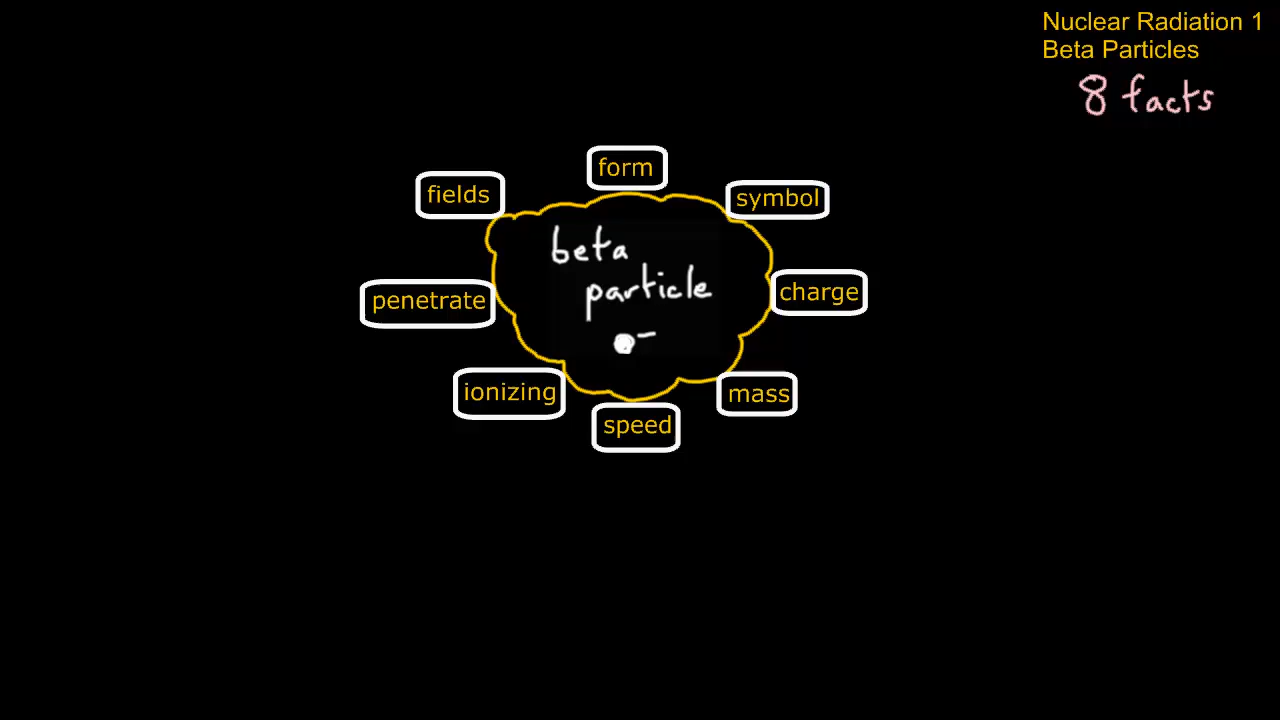 Nuclear Radiation 1
Beta Particles
8 facts
form
fields
symbol
beta
particle
charge
penetrate
ionizing
mass
speed